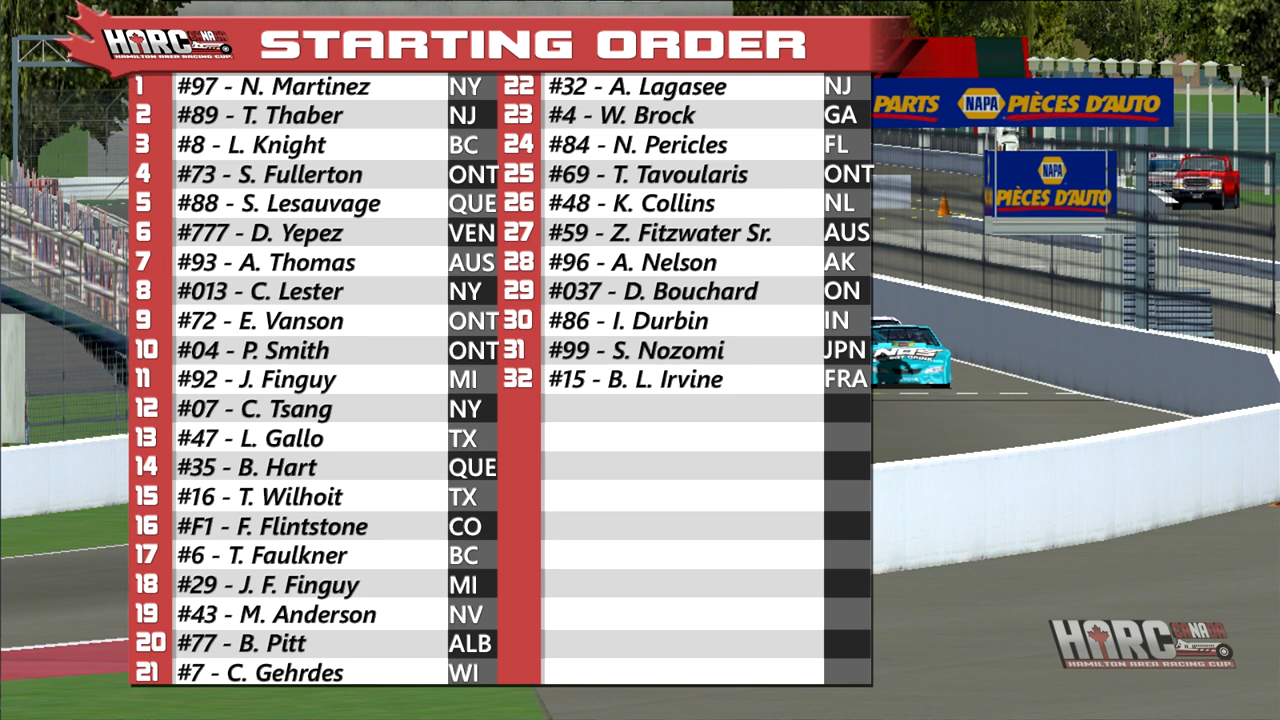 HARC CANADA
HAMILTON AREA RACING CUP
STARTING ORDER
1 #97 - N. Martinez NY
2 #89 - T. Thaber NJ
3 #8 - L. Knight BC
4 #73 - S. Fullerton ONT
5 #88 - S. Lesauvage QUE
6 #777 - D. Yepez VEN
7 #93 - A. Thomas AUS
8 #013 - C. Lester NY
9 #72 - E. Vanson ONT
10 #04 - P. Smith ONT
11 #92 - J. Finguy MI
12 #07 - C. Tsang NY
13 #47 - L. Gallo TX
14 #35 - B. Hart QUE
15 #16 - T. Wilhoit TX
16 #F1 - F. Flintstone CO
17 #6 - T. Faulkner BC
18 #29 - J. F. Finguy MI
19 #43 - M. Anderson NV
20 #77 - B. Pitt ALB
21 #7 - C. Gehrdes WI
22 #32 - A. Lagasee NJ
23 #4 - W. Brock GA
24 #84 - N. Pericles FL
25 #69 - T. Tavoularis ONT
26 #48 - K. Collins NL
27 #59 - Z. Fitzwater Sr. AUS
28 #96 - A. Nelson AK
29 #037 - D. Bouchard ON
30 #86 - I. Durbin IN
31 #99 - S. Nozomi JPN
32 #15 - B. L. Irvine FRA
PARTS NAPA PIÈCES D'AUTO
NAPA
PIÈCES D'AUTO
NOS
HARC CANADA
HAMILTON AREA RACING CUP